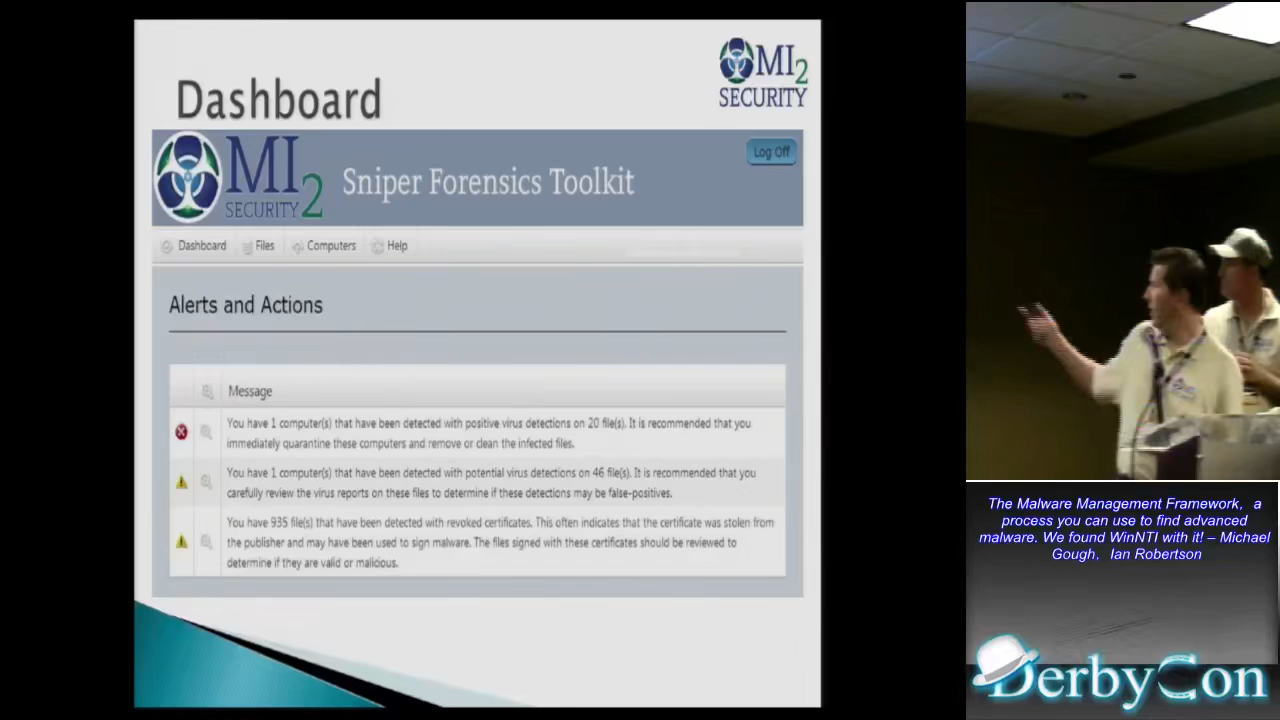 Dashboard
MI2
SECURITY
MI2
SECURITY
Sniper Forensics Toolkit
Log Off
Dashboard
Files
Computers
Help
Alerts and Actions
Message
You have 1 computer(s) that have been detected with positive virus detections on 20 file(s). It is recommended that you
immediately quarantine these computers and remove or clean the infected files.
You have 1 computer(s) that have been detected with potential virus detections on 46 file(s). It is recommended that you
carefully review the virus reports on these files to determine if these detections may be false-positives.
You have 935 file(s) that have been detected with revoked certificates. This often indicates that the certificate was stolen from
the publisher and may have been used to sign malware. The files signed with these certificates should be reviewed to
determine if they are valid or malicious.
The Malware Management Framework, a
process you can use to find advanced
malware. We found WinNTI with it! – Michael
Gough, Ian Robertson
DerbyCon